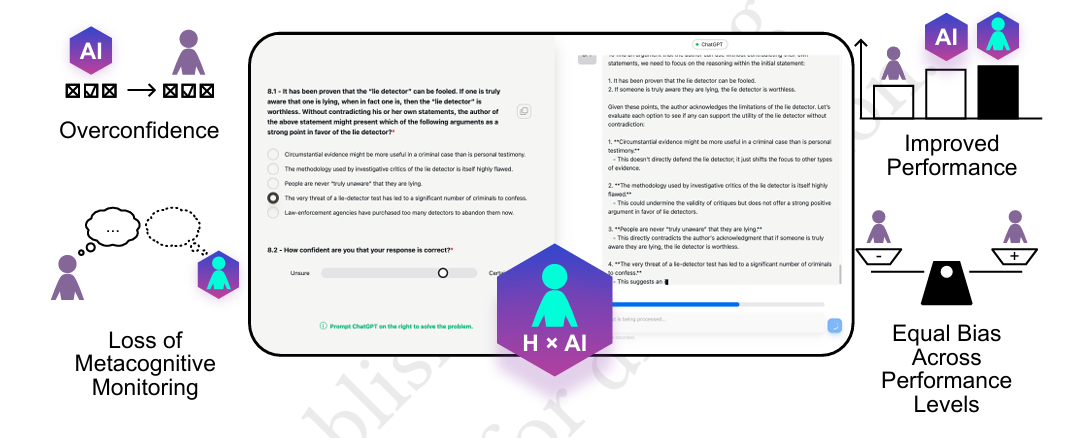 AI
Overconfidence
...
Loss of
Metacognitive
Monitoring
8.1 - It has been proven that the "lie detector" can be fooled. If one is truly
aware that one is lying, when in fact one is, then the "lie detector" is
worthless. Without contradicting his or her own statements, the author of
the above statement might present which of the following arguments as a
strong point in favor of the lie detector?*
Circumstantial evidence might be more useful in a criminal case than is personal testimony.
The methodology used by investigative critics of the lie detector is itself highly flawed.
People are never "truly unaware" that they are lying.
The very threat of a lie-detector test has led to a significant number of criminals to confess.
Law-enforcement agencies have purchased too many detectors to abandon them now.
8.2 - How confident are you that your response is correct?*
Unsure
Prompt ChatGPT on the right to solve the problem.
H × AI
ChatGPT
statements, we need to focus on the reasoning within the initial statement:
1. It has been proven that the lie detector can be fooled.
2. If someone is truly aware they are lying, the lie detector is worthless.
Given these points, the author acknowledges the limitations of the lie detector. Let's
evaluate each option to see if any can support the utility of the lie detector without
contradiction:
1. **Circumstantial evidence might be more useful in a criminal case than is personal
testimony.**
- This doesn't directly defend the lie detector; it just shifts the focus to other types
of evidence.
2. **The methodology used by investigative critics of the lie detector is itself highly
flawed.**
- This could undermine the validity of critiques but does not offer a strong positive
argument in favor of lie detectors.
3. **People are never "truly unaware" that they are lying.**
- This directly contradicts the author's acknowledgment that if someone is truly
aware they are lying, the lie detector is worthless.
4. **The very threat of a lie-detector test has led to a significant number of criminals
to confess.**
- This suggests an
is being processed...
AI
Improved
Performance
- +
Equal Bias
Across
Performance
Levels